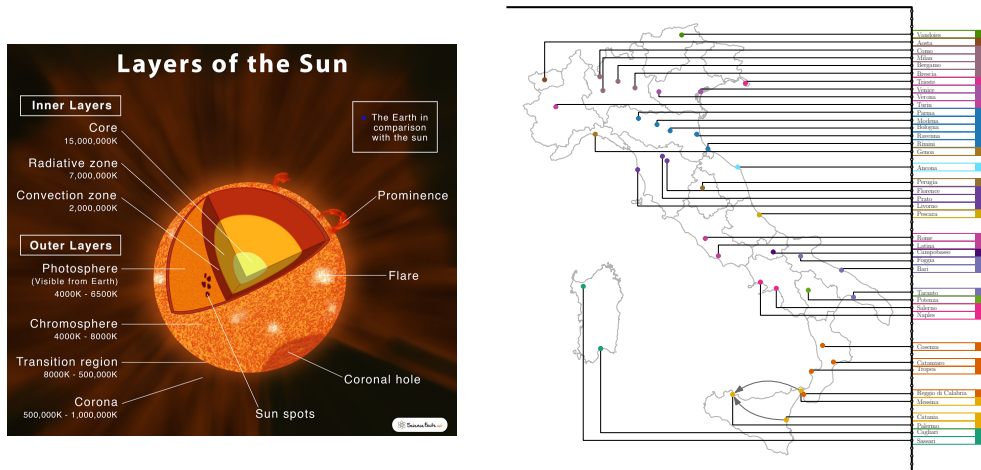 Layers of the Sun
Inner Layers
Core
15,000,000K
Radiative zone
7,000,000K
Convection zone
2,000,000K
Outer Layers
Photosphere
(Visible from Earth)
4000K - 6500K
Chromosphere
4000K - 8000K
Transition region
8000K - 500,000K
Corona
500,000K - 1,000,000K
The Earth in
comparison
with the sun
Prominence
Flare
Coronal hole
Sun spots
Vandoies
Aosta
Como
Milan
Bergamo
Brescia
Trieste
Venice
Verona
Turin
Parma
Modena
Bologna
Ravenna
Rimini
Genoa
Ancona
Perugia
Florence
Prato
Livorno
Pescara
Rome
Latina
Campobasso
Foggia
Bari
Taranto
Potenza
Salerno
Naples
Cosenza
Catanzaro
Tropea
Reggio di Calabria
Messina
Catania
Palermo
Cagliari
Sassari